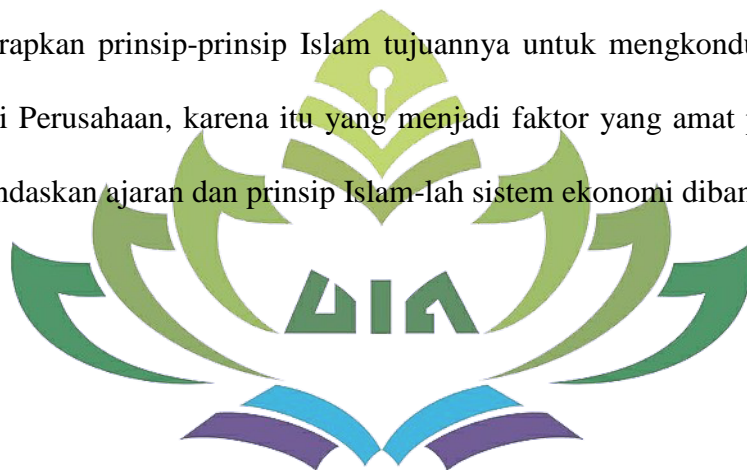 rapkan prinsip-prinsip Islam tujuannya untuk mengkondu
i Perusahaan, karena itu yang menjadi faktor yang amat p
ndaskan ajaran dan prinsip Islam-lah sistem ekonomi diban
UIN